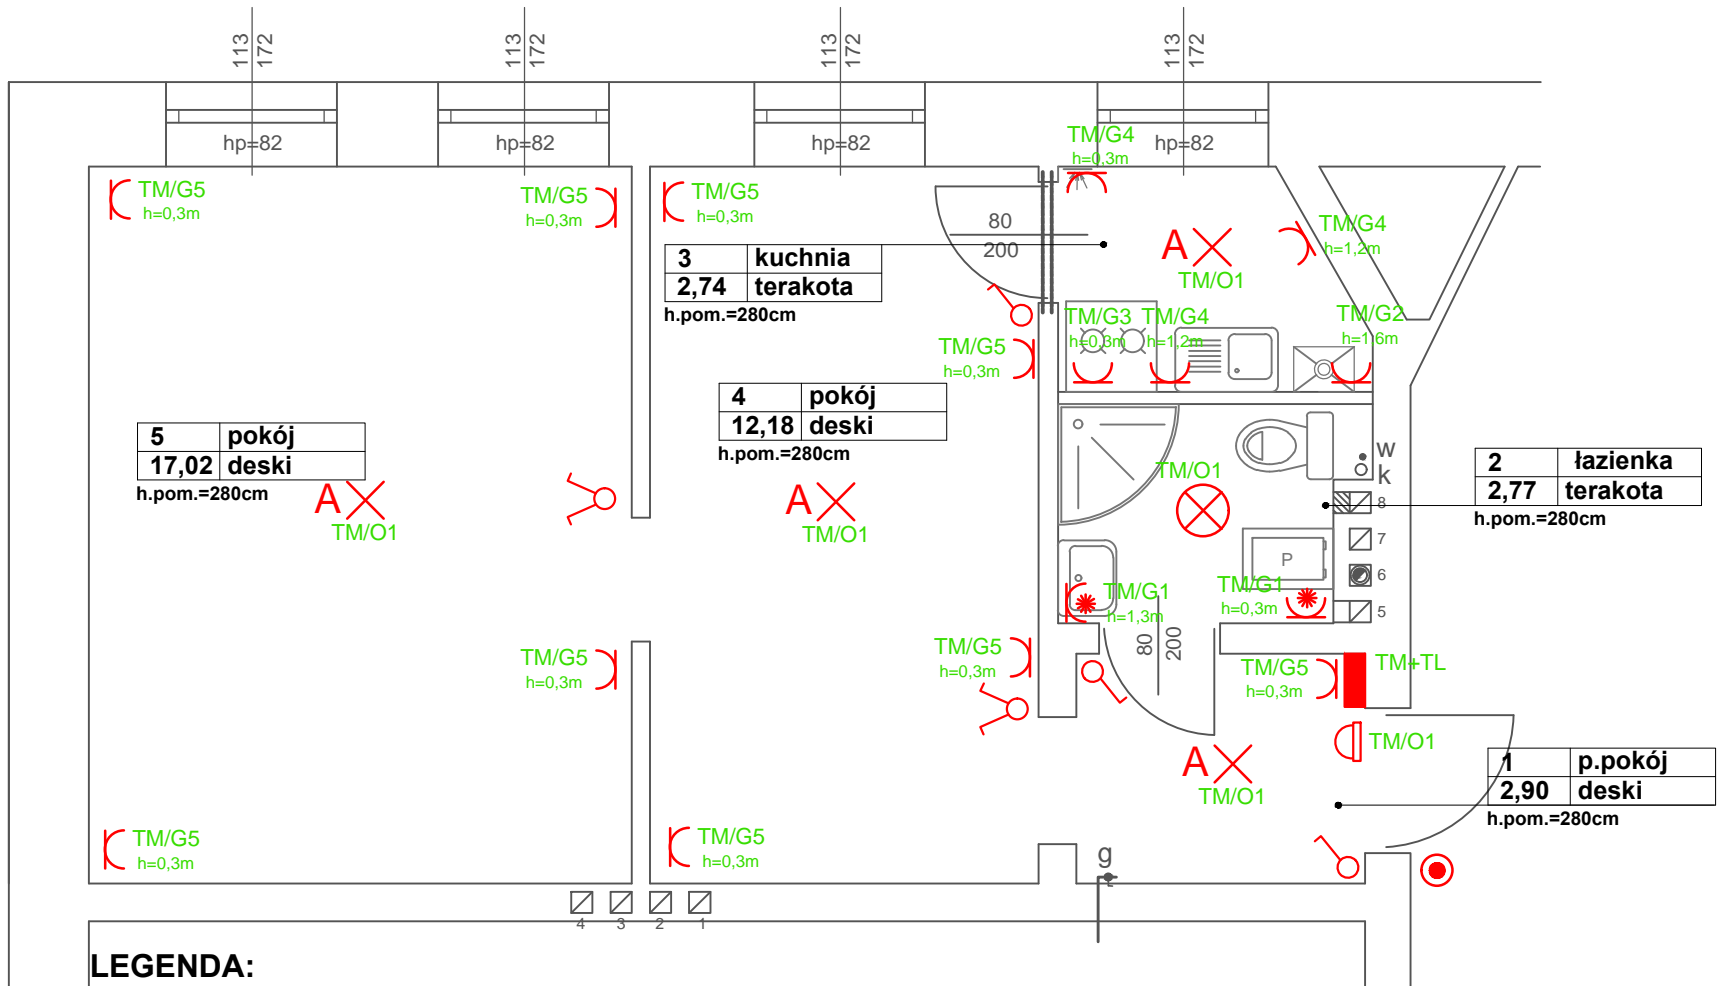 113
172
113
172
113
172
113
172
hp=82
hp=82
hp=82
hp=82
TM/G4
h=0,3m
TM/G5
h=0,3m
TM/G5
h=0,3m
TM/G5
h=0,3m
80
200
A
TM/O1
TM/G4
h=1,2m
3 kuchnia
2,74 terakota
h.pom.=280cm
TM/G3
h=0,3m
TM/G4
h=1,2m
TM/G2
h=1,6m
TM/G5
h=0,3m
4 pokój
12,18 deski
h.pom.=280cm
5 pokój
17,02 deski
h.pom.=280cm
A
TM/O1
A
TM/O1
TM/O1
w
k
2 łazienka
2,77 terakota
h.pom.=280cm
8
7
6
5
P
TM/G1
h=1,3m
TM/G1
h=0,3m
80
200
TM/G5
h=0,3m
TM/G5
h=0,3m
TM/G5
h=0,3m
TM+TL
TM/O1
A
TM/O1
1 p.pokój
2,90 deski
h.pom.=280cm
TM/G5
h=0,3m
TM/G5
h=0,3m
g
4
3
2
1
LEGENDA: